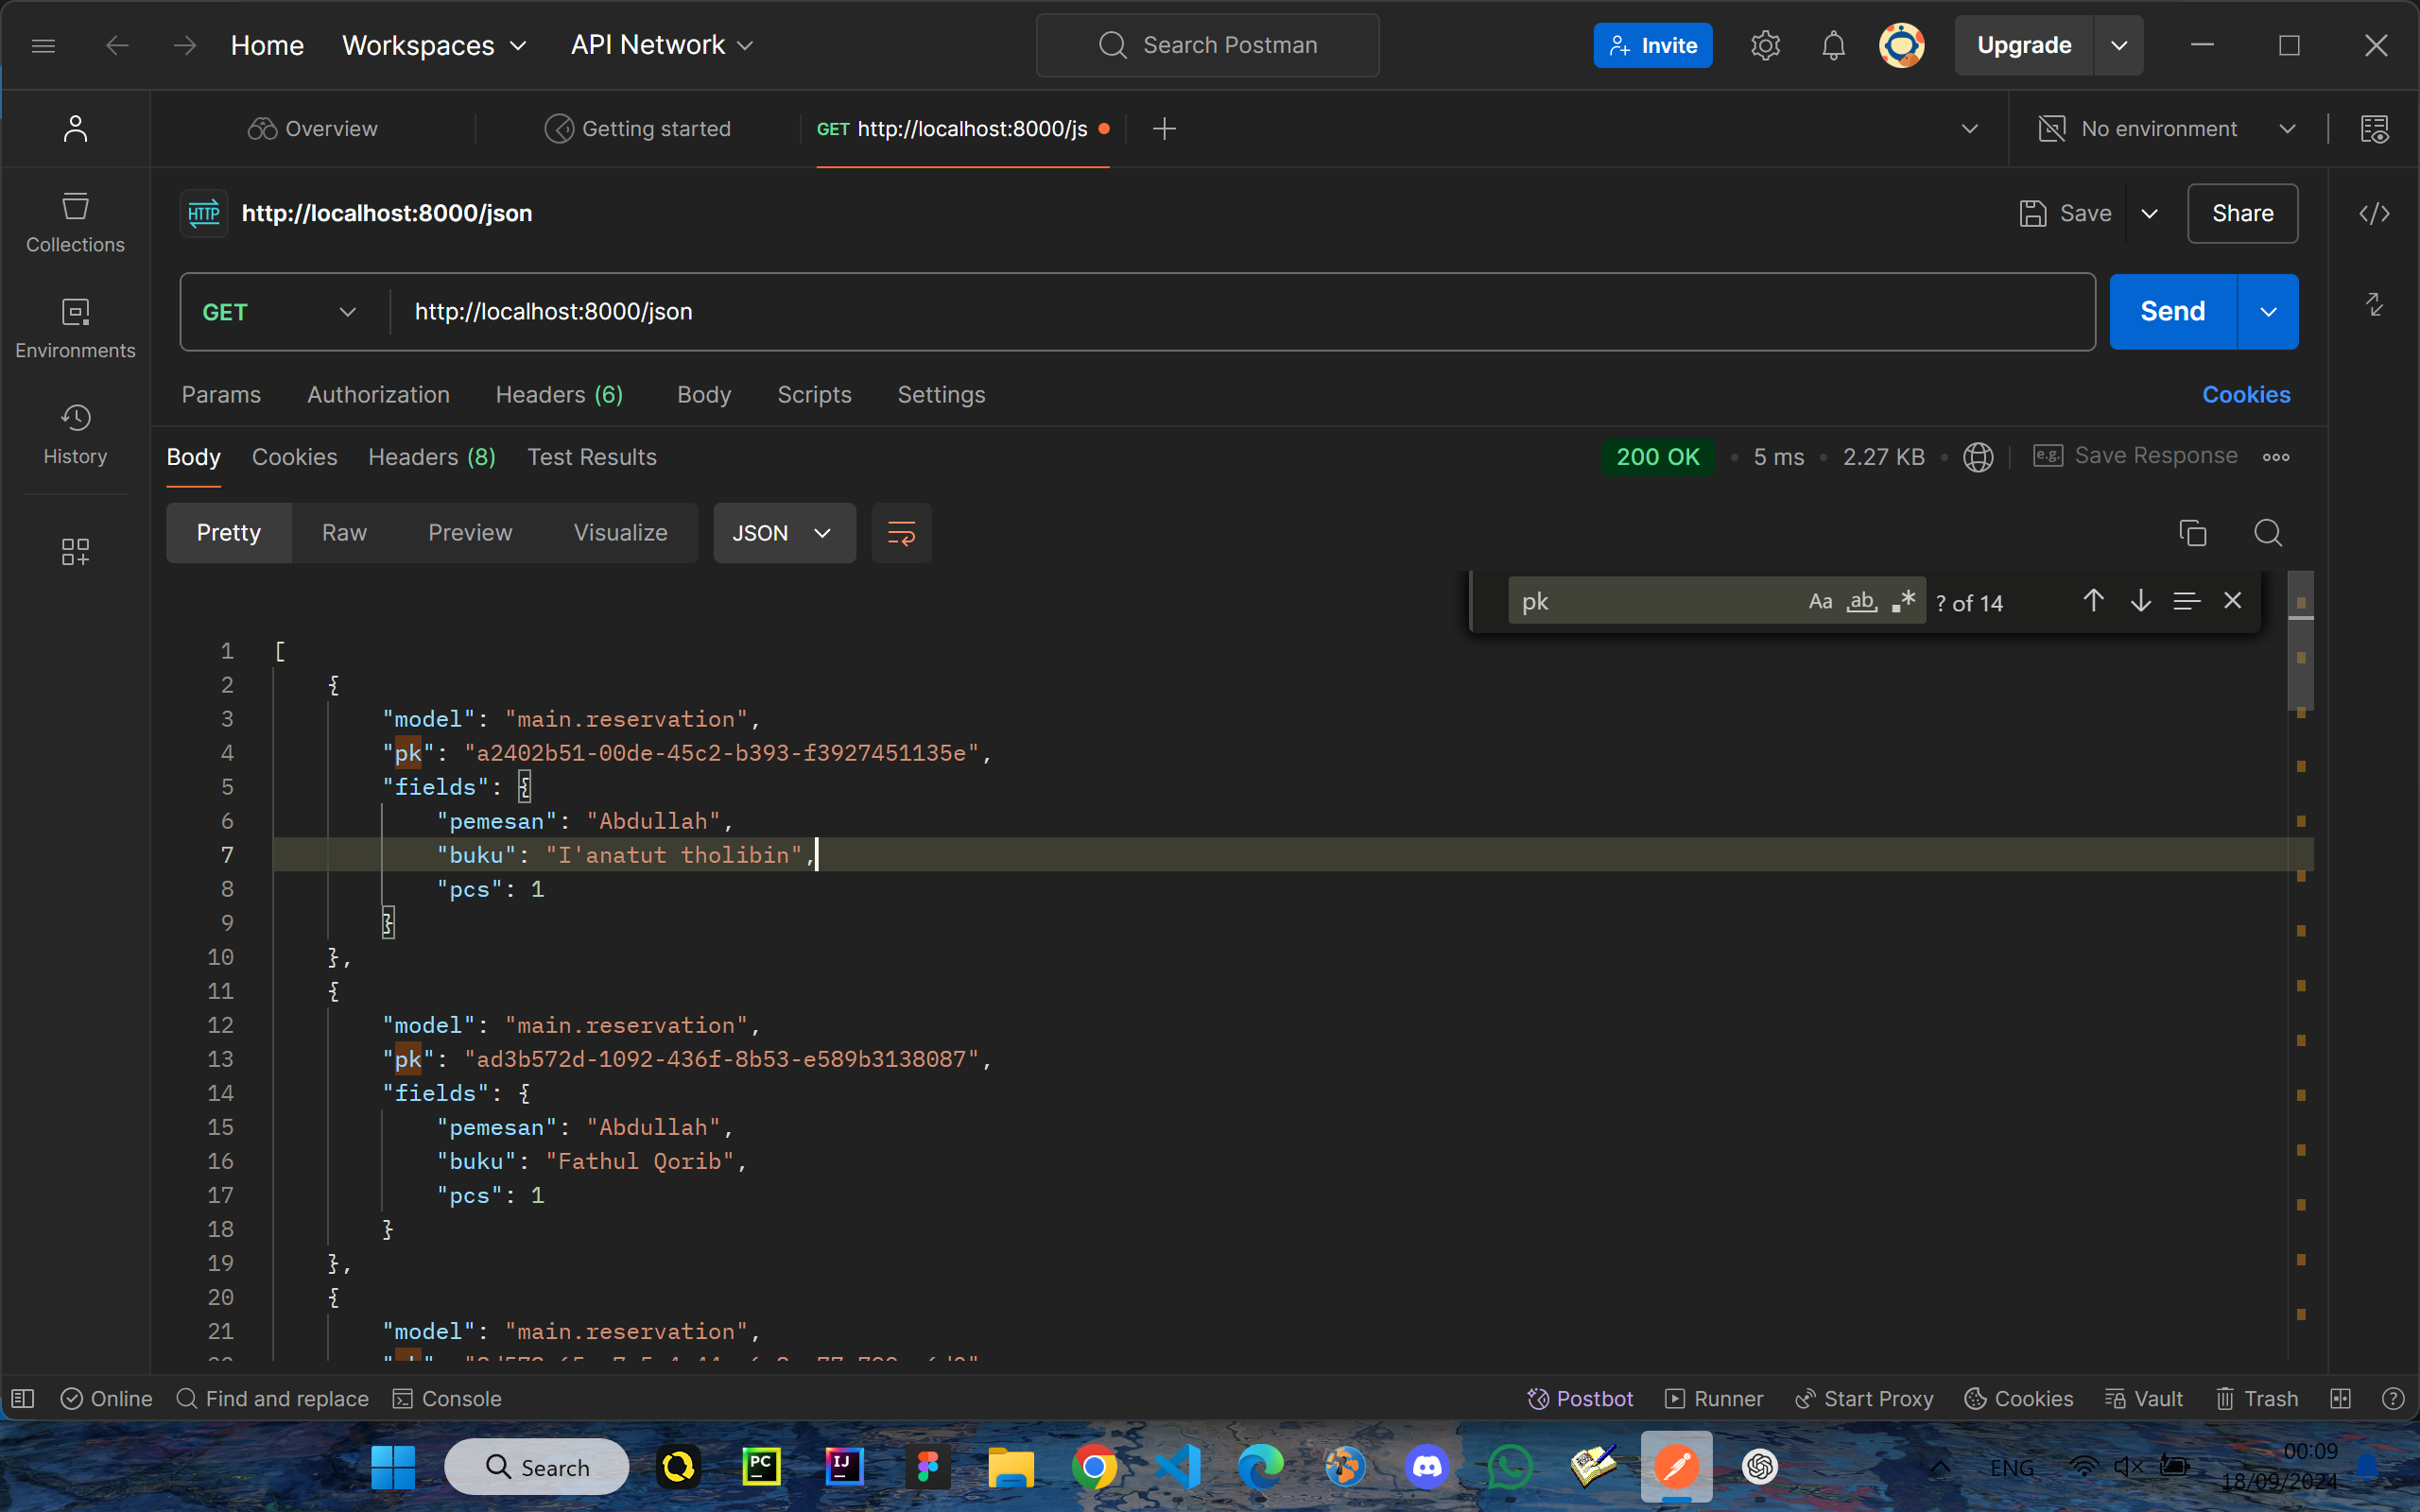 Home Workspaces API Network Search Postman Invite Upgrade
Overview Getting started GET http://localhost:8000/js No environment
HTTP http://localhost:8000/json Save Share
Collections
GET http://localhost:8000/json Send
Environments
Params Authorization Headers (6) Body Scripts Settings Cookies
History
Body Cookies Headers (8) Test Results 200 OK 5 ms 2.27 KB e.g. Save Response
Pretty Raw Preview Visualize JSON
pk Aa ab .* ? of 14
1 [
2 {
3 "model": "main.reservation",
4 "pk": "a2402b51-00de-45c2-b393-f3927451135e",
5 "fields": {
6 "pemesan": "Abdullah",
7 "buku": "I'anatut tholibin",
8 "pcs": 1
9 }
10 },
11 {
12 "model": "main.reservation",
13 "pk": "ad3b572d-1092-436f-8b53-e589b3138087",
14 "fields": {
15 "pemesan": "Abdullah",
16 "buku": "Fathul Qorib",
17 "pcs": 1
18 }
19 },
20 {
21 "model": "main.reservation",
Online Find and replace Console Postbot Runner Start Proxy Cookies Vault Trash
Search PC IJ ENG 00:09
18/09/2024